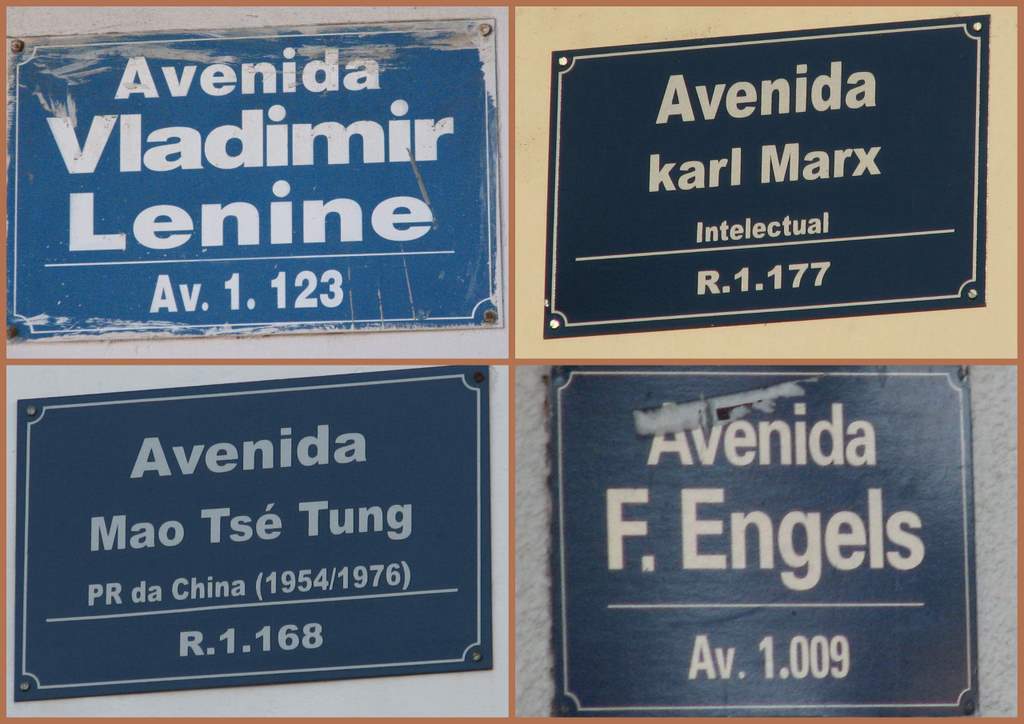 Avenida
Vladimir
Lenine
Av. 1. 123
Avenida
karl Marx
Intelectual
R.1.177
Avenida
Mao Tsé Tung
PR da China (1954/1976)
R.1.168
Avenida
F. Engels
Av. 1.009